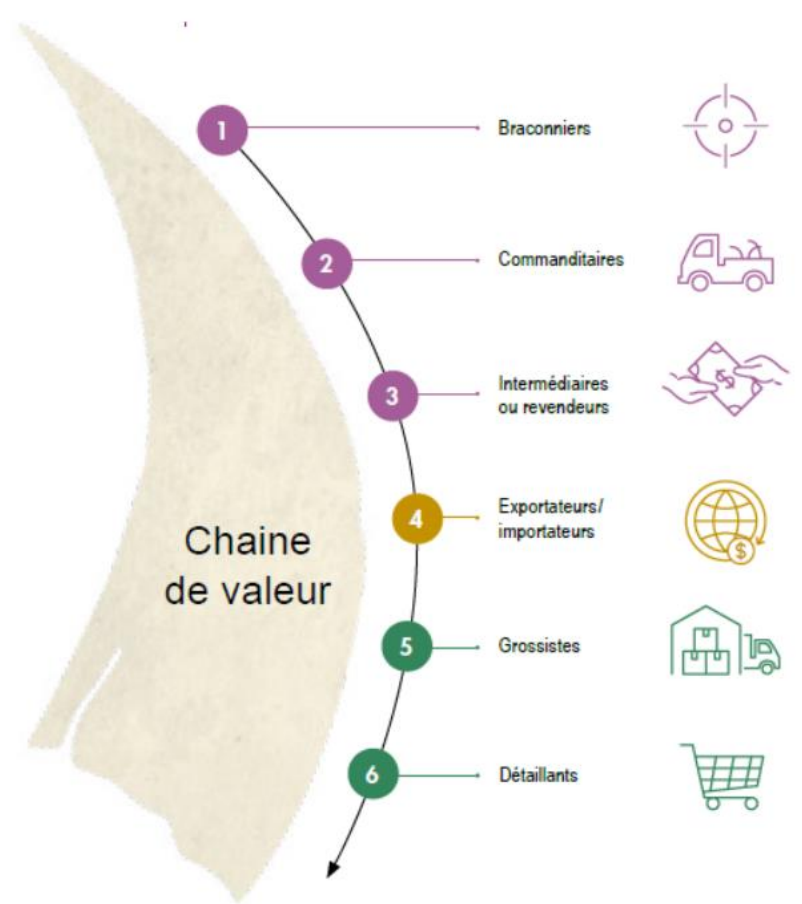 1
Braconniers
2
Commanditaires
3
Intermédiaires
ou revendeurs
4
Exportateurs/
importateurs
$
Chaine
de valeur
5
Grossistes
6
Détaillants